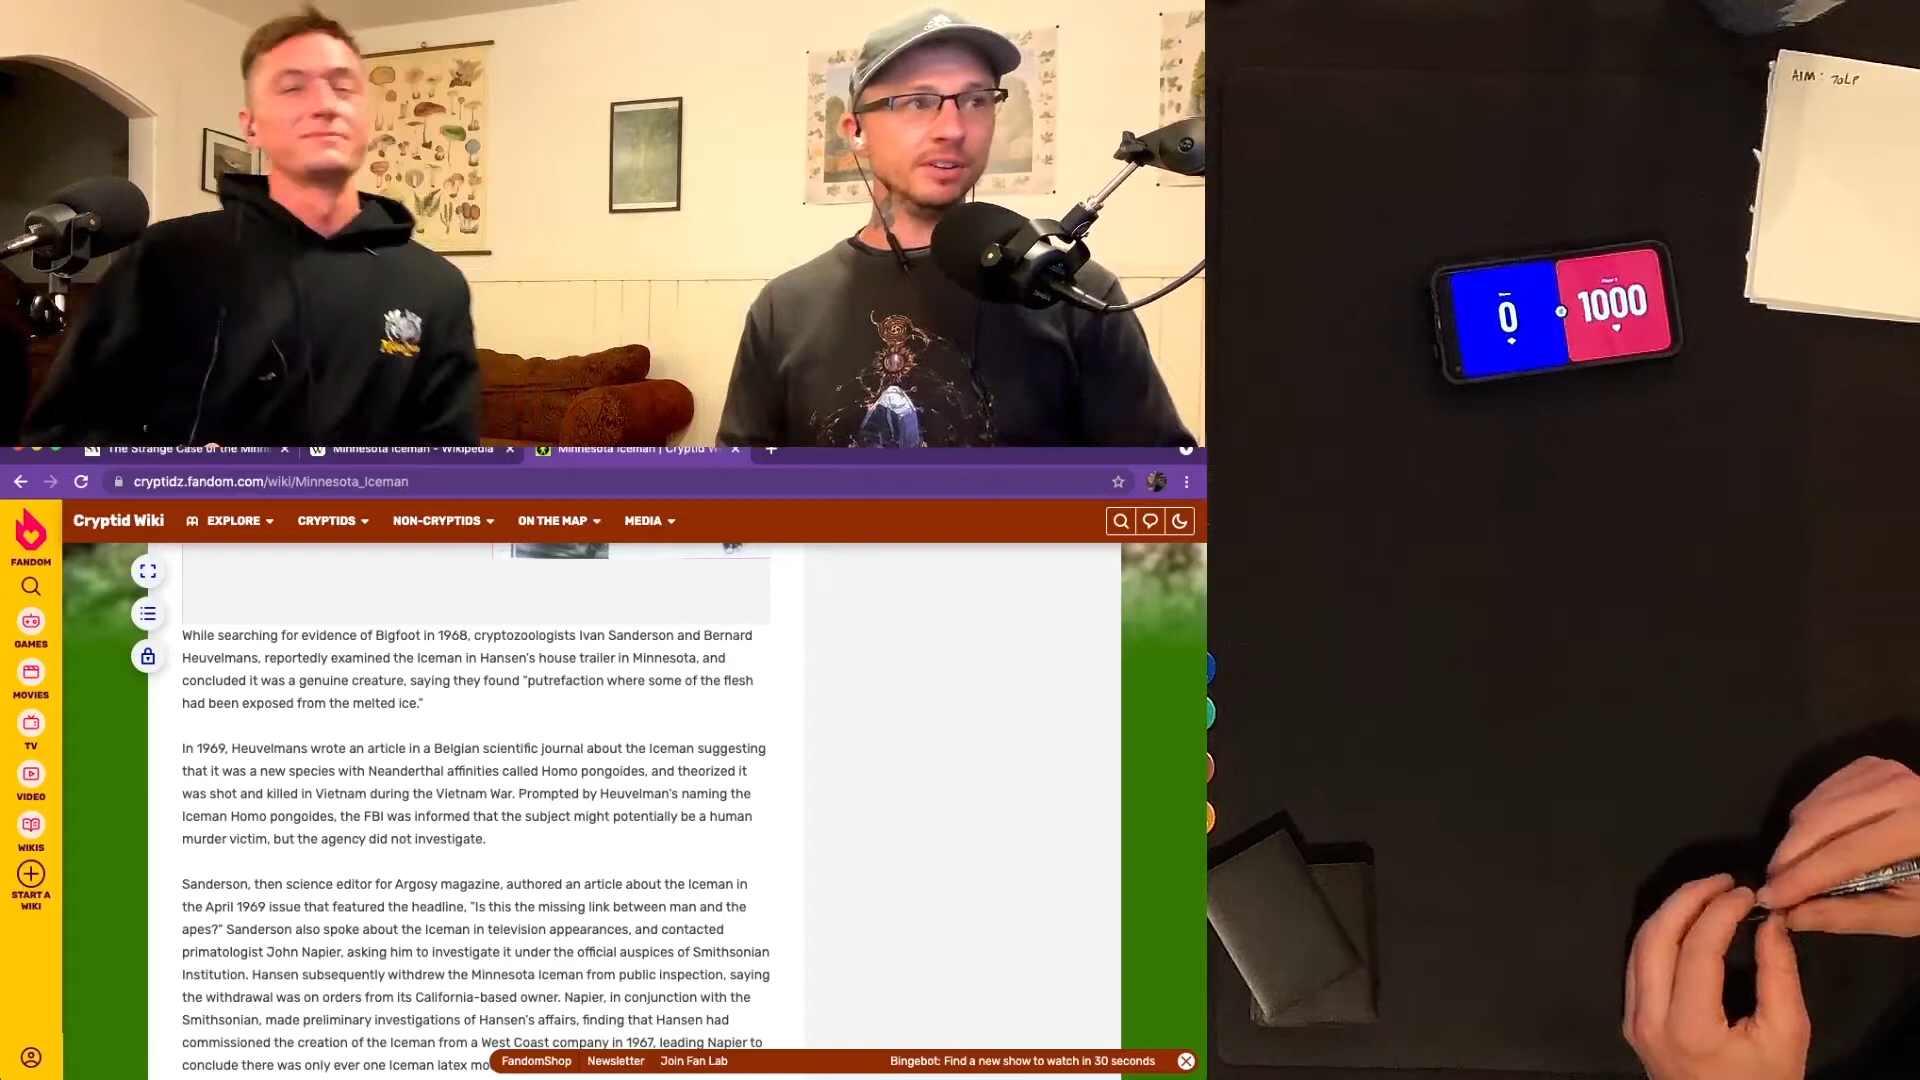 AIM: 70LP
0
1000
The Strange Case of the Minn
Minnesota Iceman - Wikipedia
Minnesota Iceman | Cryptid W
cryptidz.fandom.com/wiki/Minnesota_Iceman
Cryptid Wiki
EXPLORE
CRYPTIDS
NON-CRYPTIDS
ON THE MAP
MEDIA
FANDOM
GAMES
MOVIES
TV
VIDEO
WIKIS
START A
WIKI
While searching for evidence of Bigfoot in 1968, cryptozoologists Ivan Sanderson and Bernard
Heuvelmans, reportedly examined the Iceman in Hansen's house trailer in Minnesota, and
concluded it was a genuine creature, saying they found "putrefaction where some of the flesh
had been exposed from the melted ice."
In 1969, Heuvelmans wrote an article in a Belgian scientific journal about the Iceman suggesting
that it was a new species with Neanderthal affinities called Homo pongoides, and theorized it
was shot and killed in Vietnam during the Vietnam War. Prompted by Heuvelman's naming the
Iceman Homo pongoides, the FBI was informed that the subject might potentially be a human
murder victim, but the agency did not investigate.
Sanderson, then science editor for Argosy magazine, authored an article about the Iceman in
the April 1969 issue that featured the headline, "Is this the missing link between man and the
apes?" Sanderson also spoke about the Iceman in television appearances, and contacted
primatologist John Napier, asking him to investigate it under the official auspices of Smithsonian
Institution. Hansen subsequently withdrew the Minnesota Iceman from public inspection, saying
the withdrawal was on orders from its California-based owner. Napier, in conjunction with the
Smithsonian, made preliminary investigations of Hansen's affairs, finding that Hansen had
commissioned the creation of the Iceman from a West Coast company in 1967, leading Napier to
conclude there was only ever one Iceman latex mo
FandomShop
Newsletter
Join Fan Lab
Bingebot: Find a new show to watch in 30 seconds